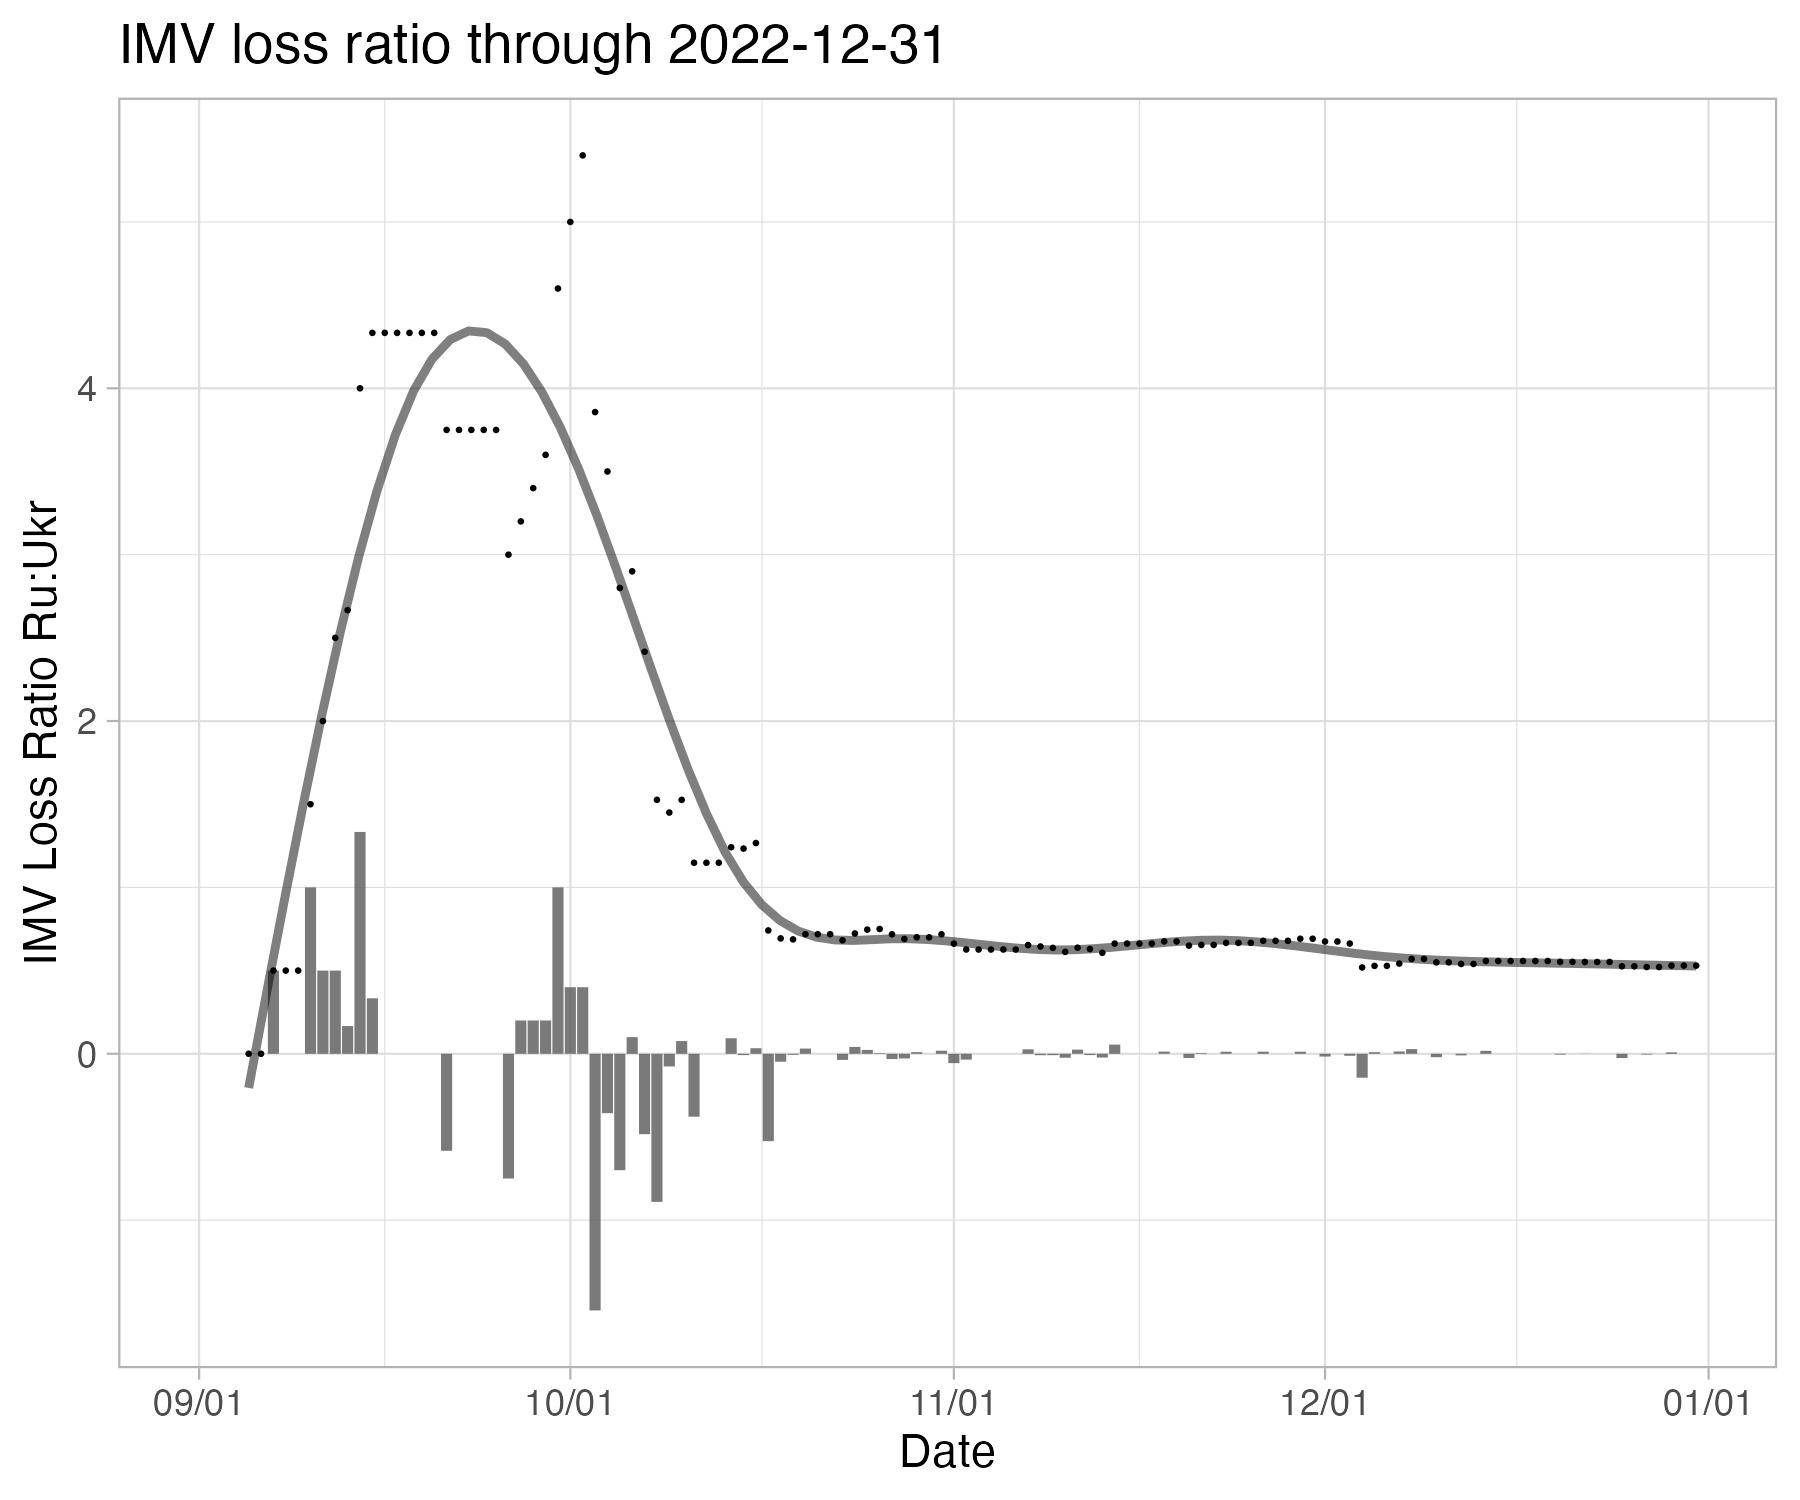 IMV loss ratio through 2022-12-31
IMV Loss Ratio Ru:Ukr
4
2
0
09/01 10/01 11/01 12/01 01/01
Date